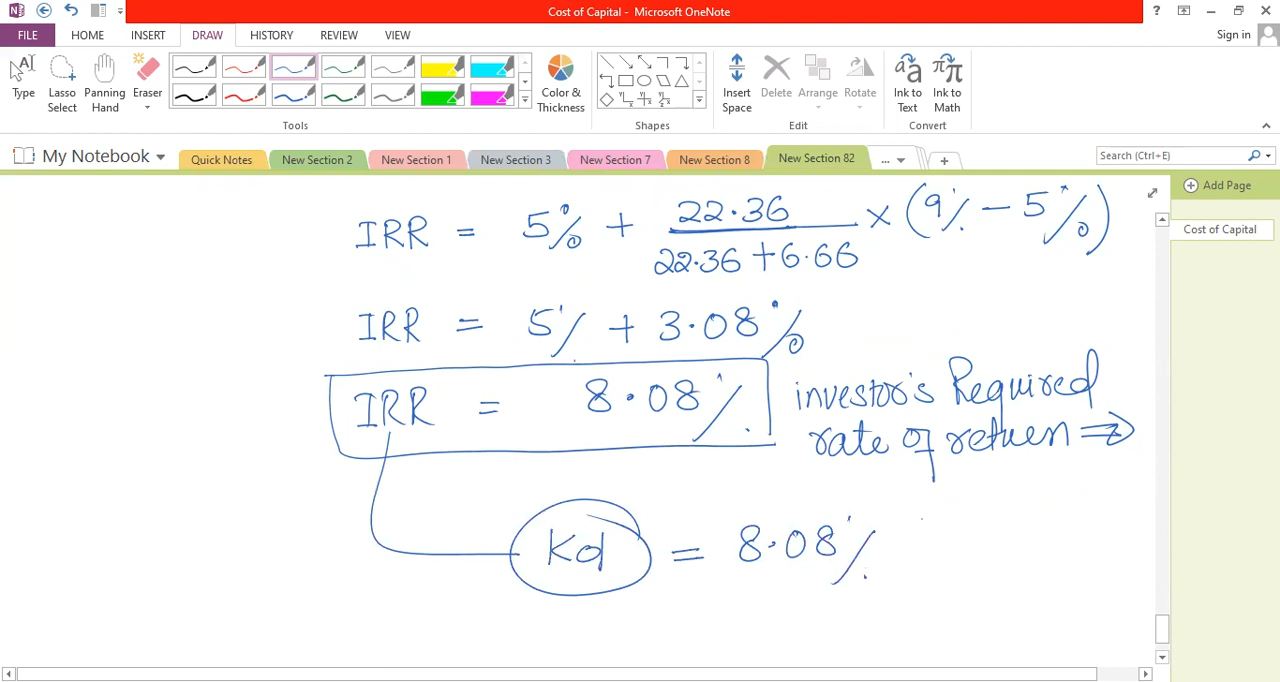 Cost of Capital - Microsoft OneNote
?
FILE HOME INSERT DRAW HISTORY REVIEW VIEW
Sign in
Type
Lasso Select
Panning Hand
Eraser
Color & Thickness
Insert Space
Delete
Arrange
Rotate
Ink to Text
Ink to Math
Tools
Shapes
Edit
Convert
My Notebook
Quick Notes New Section 2 New Section 1 New Section 3 New Section 7 New Section 8 New Section 82 ... +
Search (Ctrl+E)
Add Page
Cost of Capital
IRR = 5% + 22.36 / 22.36+6.66 × (9% - 5%)
IRR = 5% + 3.08%
IRR = 8.08%
investor's Required
rate of return ⇒
Kd = 8.08%